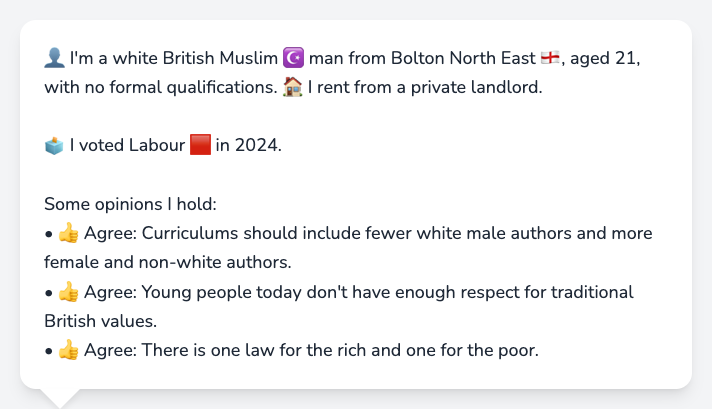 👤 I'm a white British Muslim ☪️ man from Bolton North East 🏴󠁧󠁢󠁥󠁮󠁧󠁿, aged 21,
with no formal qualifications. 🏠 I rent from a private landlord.
🗳️ I voted Labour 🟥 in 2024.
Some opinions I hold:
• 👍 Agree: Curriculums should include fewer white male authors and more
female and non-white authors.
• 👍 Agree: Young people today don't have enough respect for traditional
British values.
• 👍 Agree: There is one law for the rich and one for the poor.